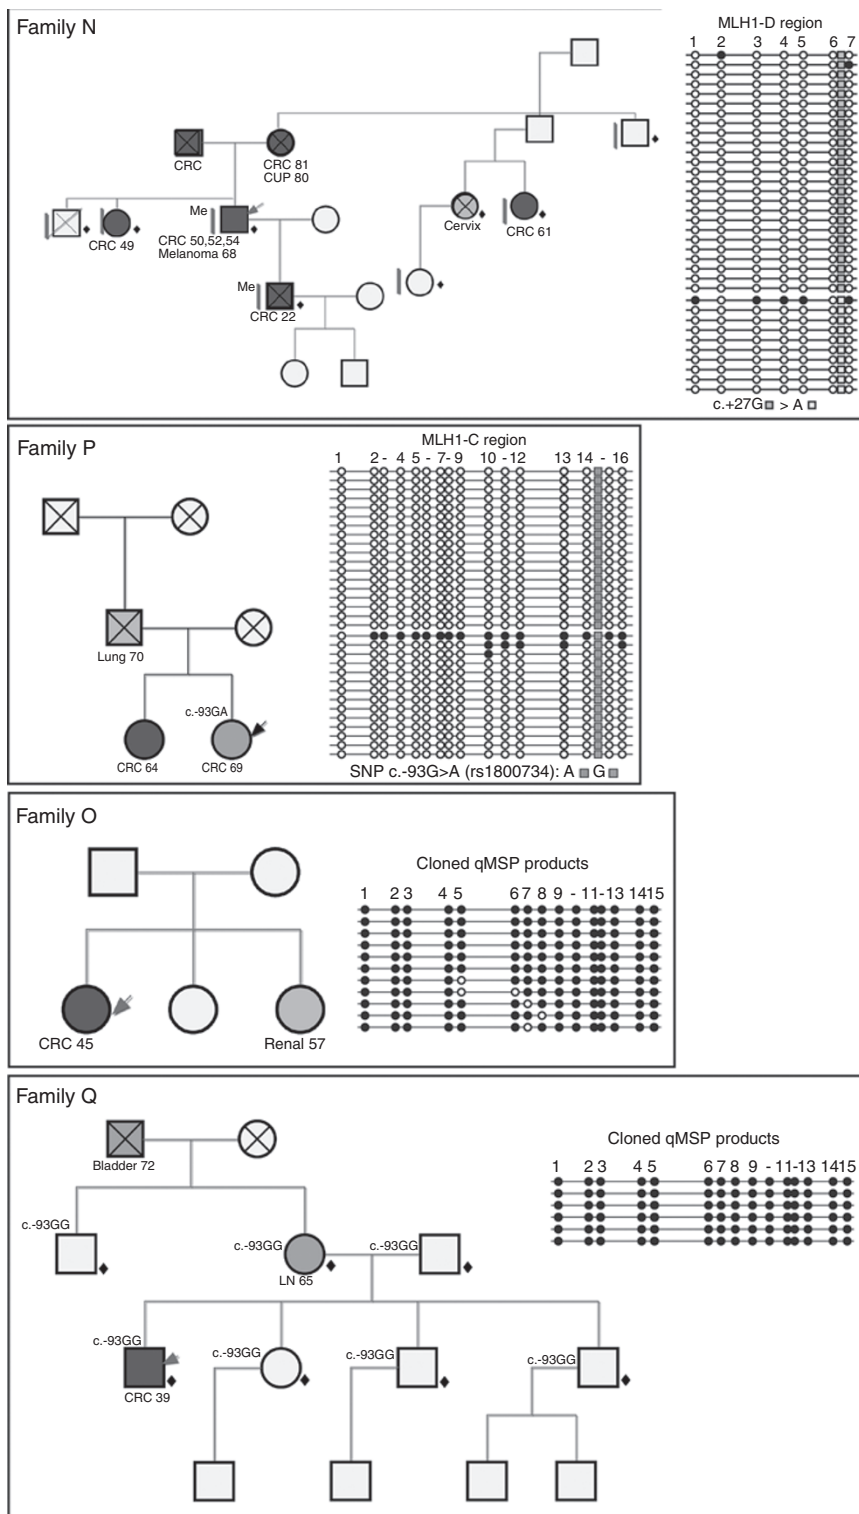 Family N
MLH1-D region
1 2 3 4 5 6 7
CRC
CRC 81
CUP 80
Me
CRC 49
CRC 50,52,54
Melanoma 68
Cervix
CRC 61
Me
CRC 22
c.+27G > A
Family P
MLH1-C region
1 2 - 4 5 - 7 - 9 10 - 12 13 14 - 16
Lung 70
c.-93GA
CRC 64
CRC 69
SNP c.-93G>A (rs1800734): A G
Family O
Cloned qMSP products
1 2 3 4 5 6 7 8 9 - 11-13 1415
CRC 45
Renal 57
Family Q
Cloned qMSP products
1 2 3 4 5 6 7 8 9 - 11-13 1415
Bladder 72
c.-93GG
c.-93GG
c.-93GG
LN 65
c.-93GG
c.-93GG
c.-93GG
c.-93GG
CRC 39